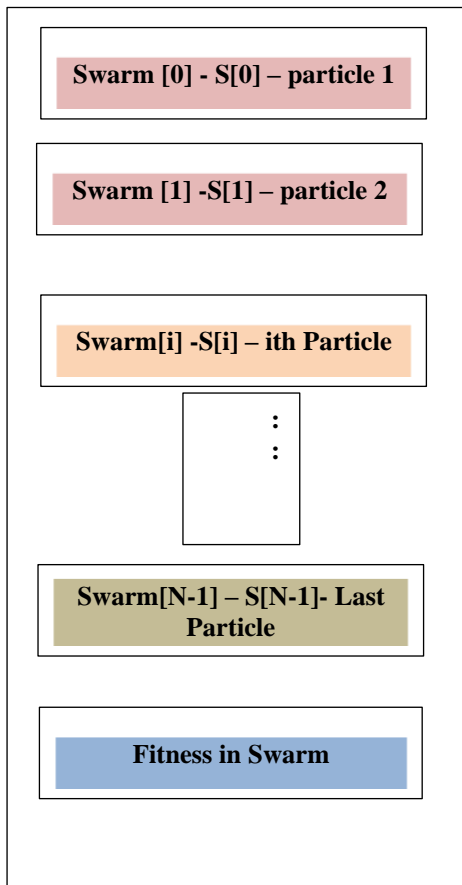 Swarm [0] - S[0] – particle 1
Swarm [1] -S[1] – particle 2
Swarm[i] -S[i] – ith Particle
:
:
Swarm[N-1] – S[N-1]- Last
Particle
Fitness in Swarm